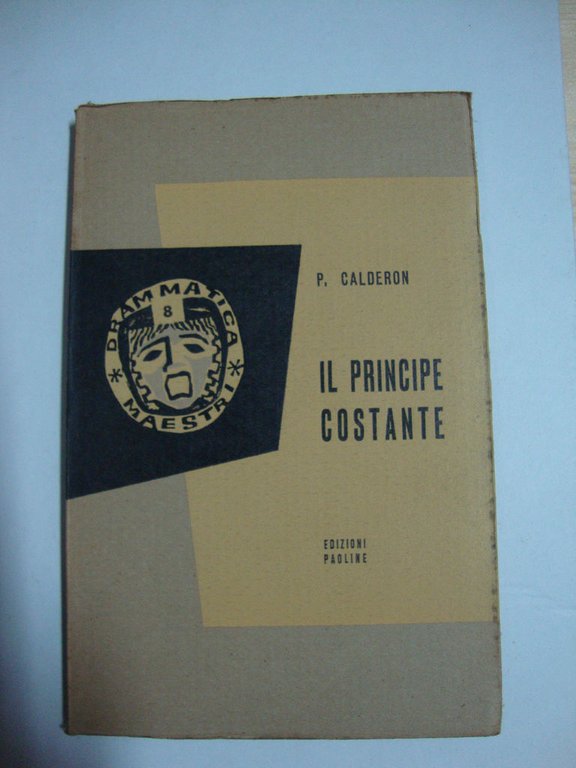 DRAMMATICA
8
MAESTRI
P. CALDERON
IL PRINCIPE
COSTANTE
EDIZIONI
PAOLINE